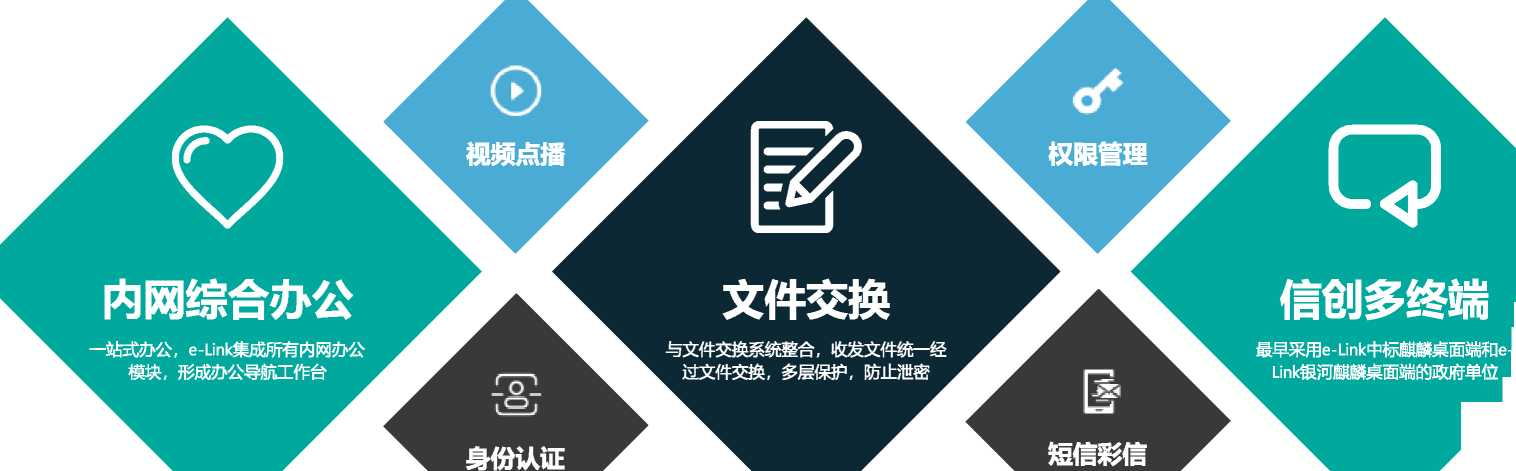 视频点播
权限管理
内网综合办公
一站式办公，e-Link集成所有内网办公
模块，形成办公导航工作台
文件交换
与文件交换系统整合，收发文件统一经
过文件交换，多层保护，防止泄密
信创多终端
最早采用e-Link中标麒麟桌面端和e-
Link银河麒麟桌面端的政府单位
身份认证
短信彩信